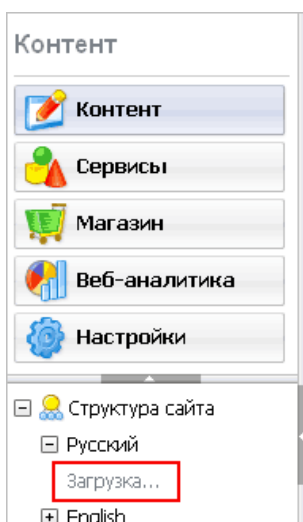 Контент
Контент
Сервисы
Магазин
Веб-аналитика
Настройки
Структура сайта
Русский
Загрузка...
English